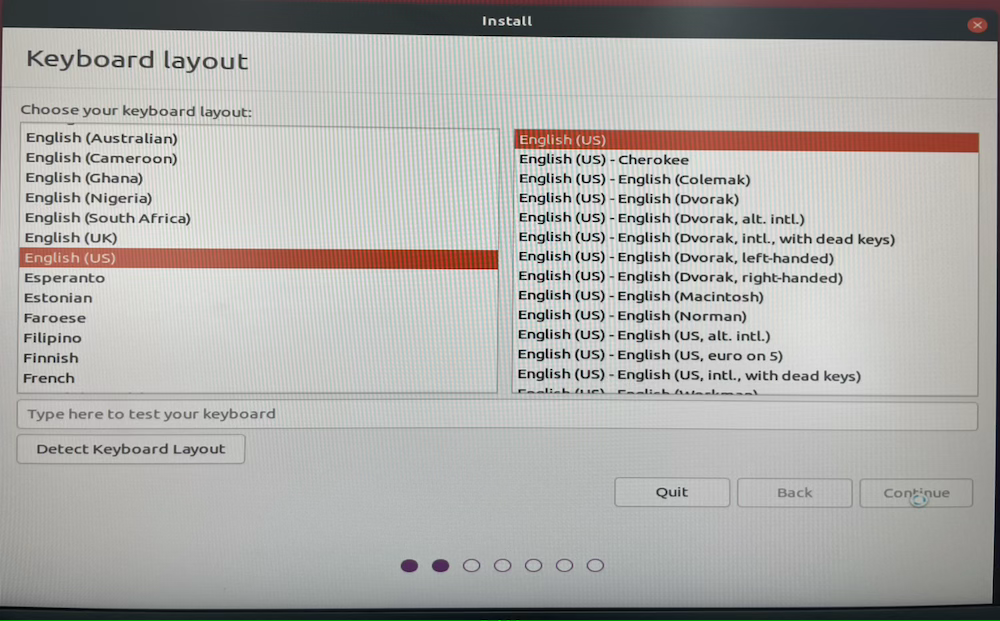 Install
Keyboard layout
Choose your keyboard layout:
English (Australian)
English (Cameroon)
English (Ghana)
English (Nigeria)
English (South Africa)
English (UK)
English (US)
Esperanto
Estonian
Faroese
Filipino
Finnish
French
English (US)
English (US) - Cherokee
English (US) - English (Colemak)
English (US) - English (Dvorak)
English (US) - English (Dvorak, alt. intl.)
English (US) - English (Dvorak, intl., with dead keys)
English (US) - English (Dvorak, left-handed)
English (US) - English (Dvorak, right-handed)
English (US) - English (Macintosh)
English (US) - English (Norman)
English (US) - English (US, alt. intl.)
English (US) - English (US, euro on 5)
English (US) - English (US, intl., with dead keys)
English (US) - English (Workman)
Type here to test your keyboard
Detect Keyboard Layout
Quit
Back
Continue